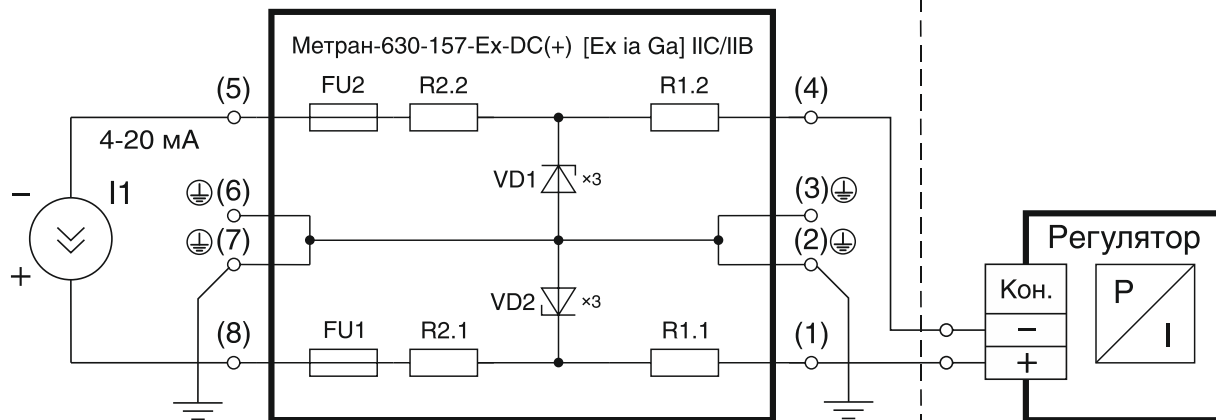 Метран-630-157-Ex-DC(+) [Ex ia Ga] IIC/IIB
(5) FU2 R2.2 R1.2 (4)
4-20 мА
VD1 ×3
− I1 (6) (3)
(7) (2)
+
Регулятор
Кон. P
VD2 ×3
− I
(8) FU1 R2.1 R1.1 (1)
+